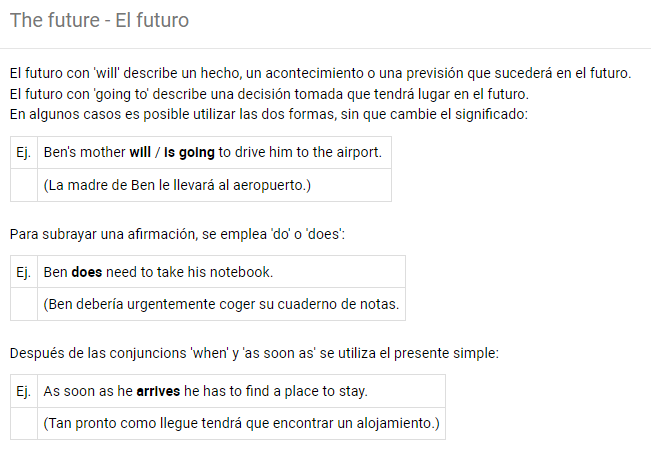 The future - El futuro
El futuro con 'will' describe un hecho, un acontecimiento o una previsión que sucederá en el futuro.
El futuro con 'going to' describe una decisión tomada que tendrá lugar en el futuro.
En algunos casos es posible utilizar las dos formas, sin que cambie el significado:
Ej. Ben's mother will / is going to drive him to the airport.
(La madre de Ben le llevará al aeropuerto.)
Para subrayar una afirmación, se emplea 'do' o 'does':
Ej. Ben does need to take his notebook.
(Ben debería urgentemente coger su cuaderno de notas.
Después de las conjuncions 'when' y 'as soon as' se utiliza el presente simple:
Ej. As soon as he arrives he has to find a place to stay.
(Tan pronto como llegue tendrá que encontrar un alojamiento.)